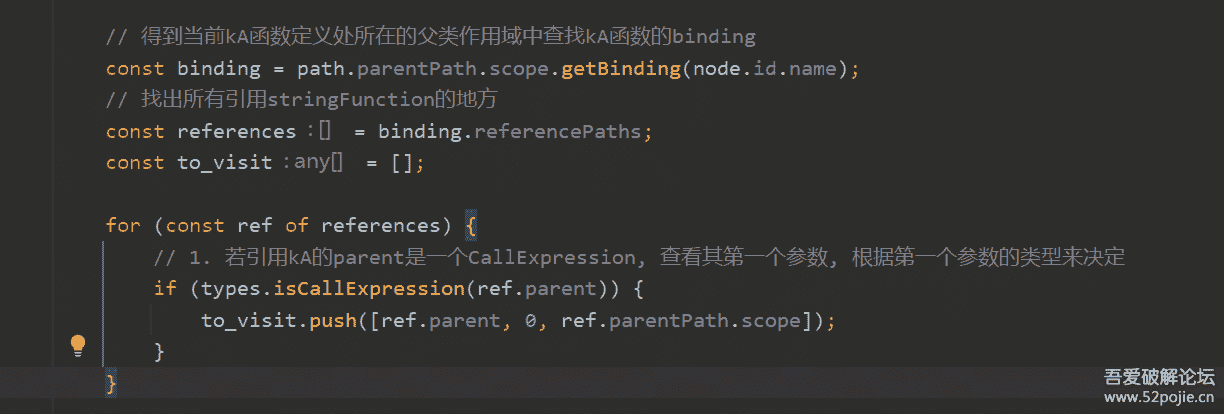 // 得到当前kA函数定义处所在的父类作用域中查找kA函数的binding
const binding = path.parentPath.scope.getBinding(node.id.name);
// 找出所有引用stringFunction的地方
const references :[] = binding.referencePaths;
const to_visit :any[] = [];
for (const ref of references) {
// 1. 若引用kA的parent是一个CallExpression, 查看其第一个参数, 根据第一个参数的类型来决定
if (types.isCallExpression(ref.parent)) {
to_visit.push([ref.parent, 0, ref.parentPath.scope]);
}
}
吾爱破解论坛
www.52pojie.cn